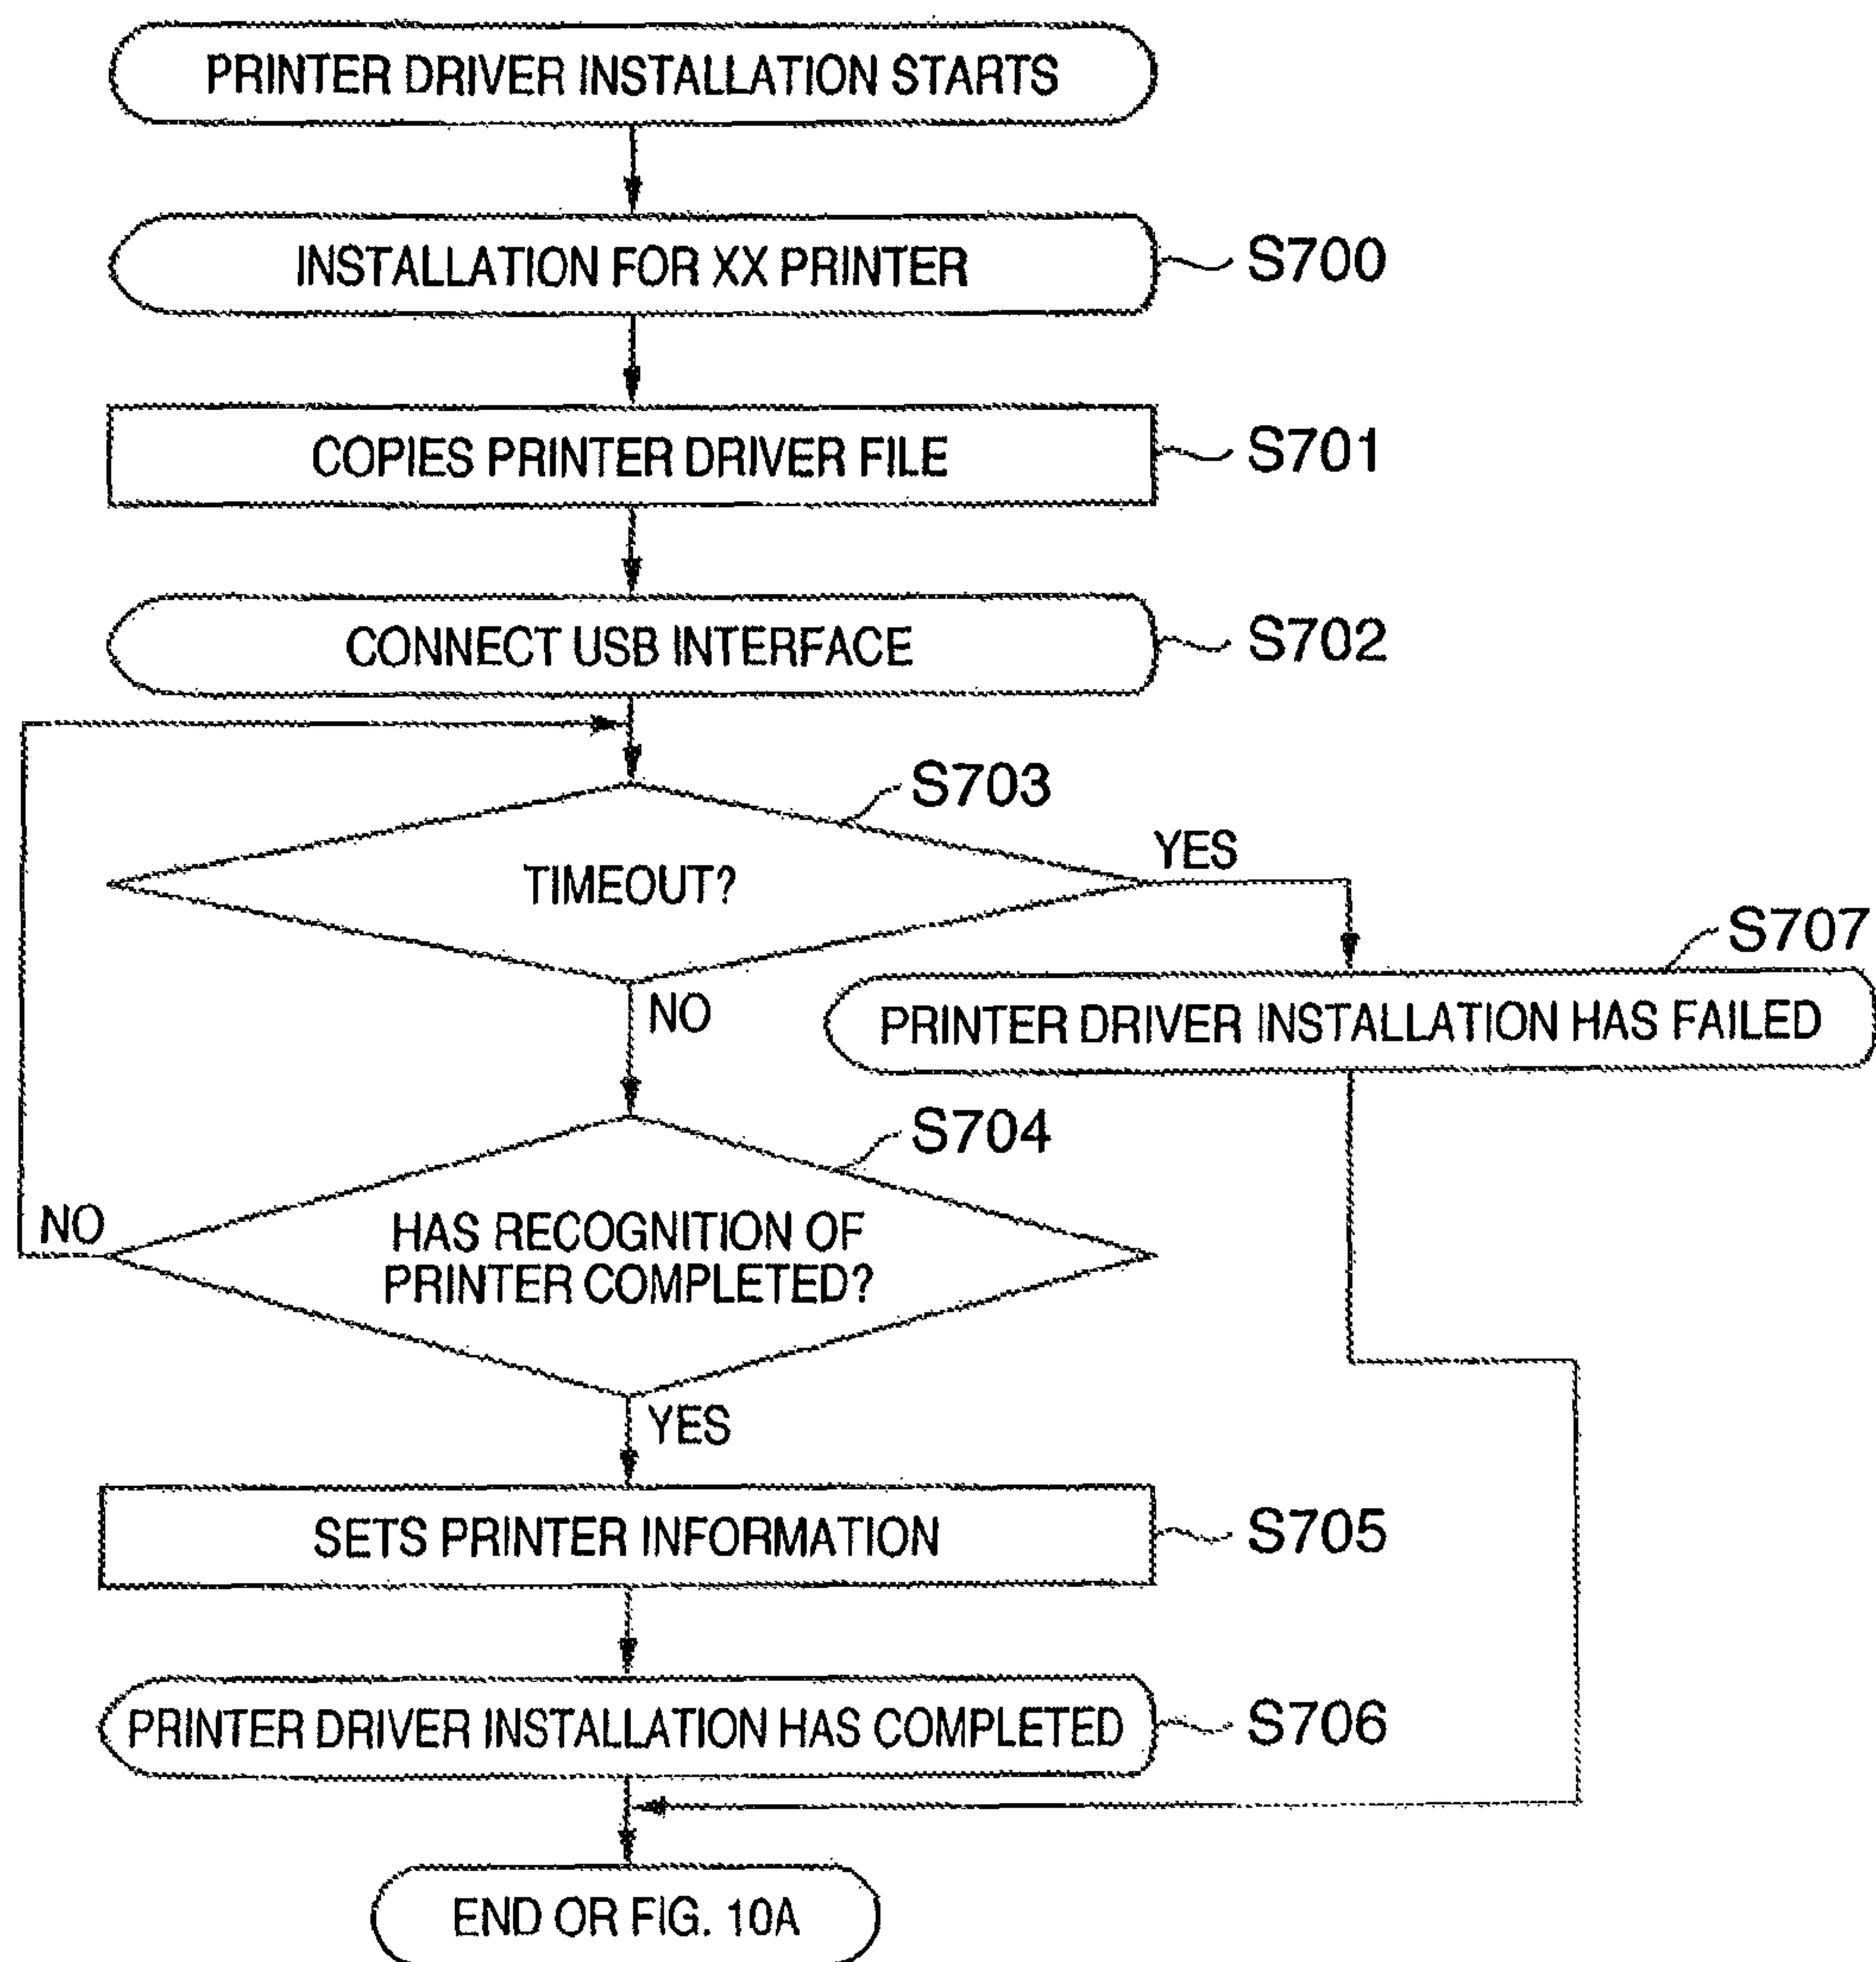 PRINTER DRIVER INSTALLATION STARTS
INSTALLATION FOR XX PRINTER
S700
COPIES PRINTER DRIVER FILE
S701
CONNECT USB INTERFACE
S702
S703
TIMEOUT?
YES
NO
S707
PRINTER DRIVER INSTALLATION HAS FAILED
S704
HAS RECOGNITION OF
PRINTER COMPLETED?
NO
YES
SETS PRINTER INFORMATION
S705
PRINTER DRIVER INSTALLATION HAS COMPLETED
S706
END OR FIG. 10A